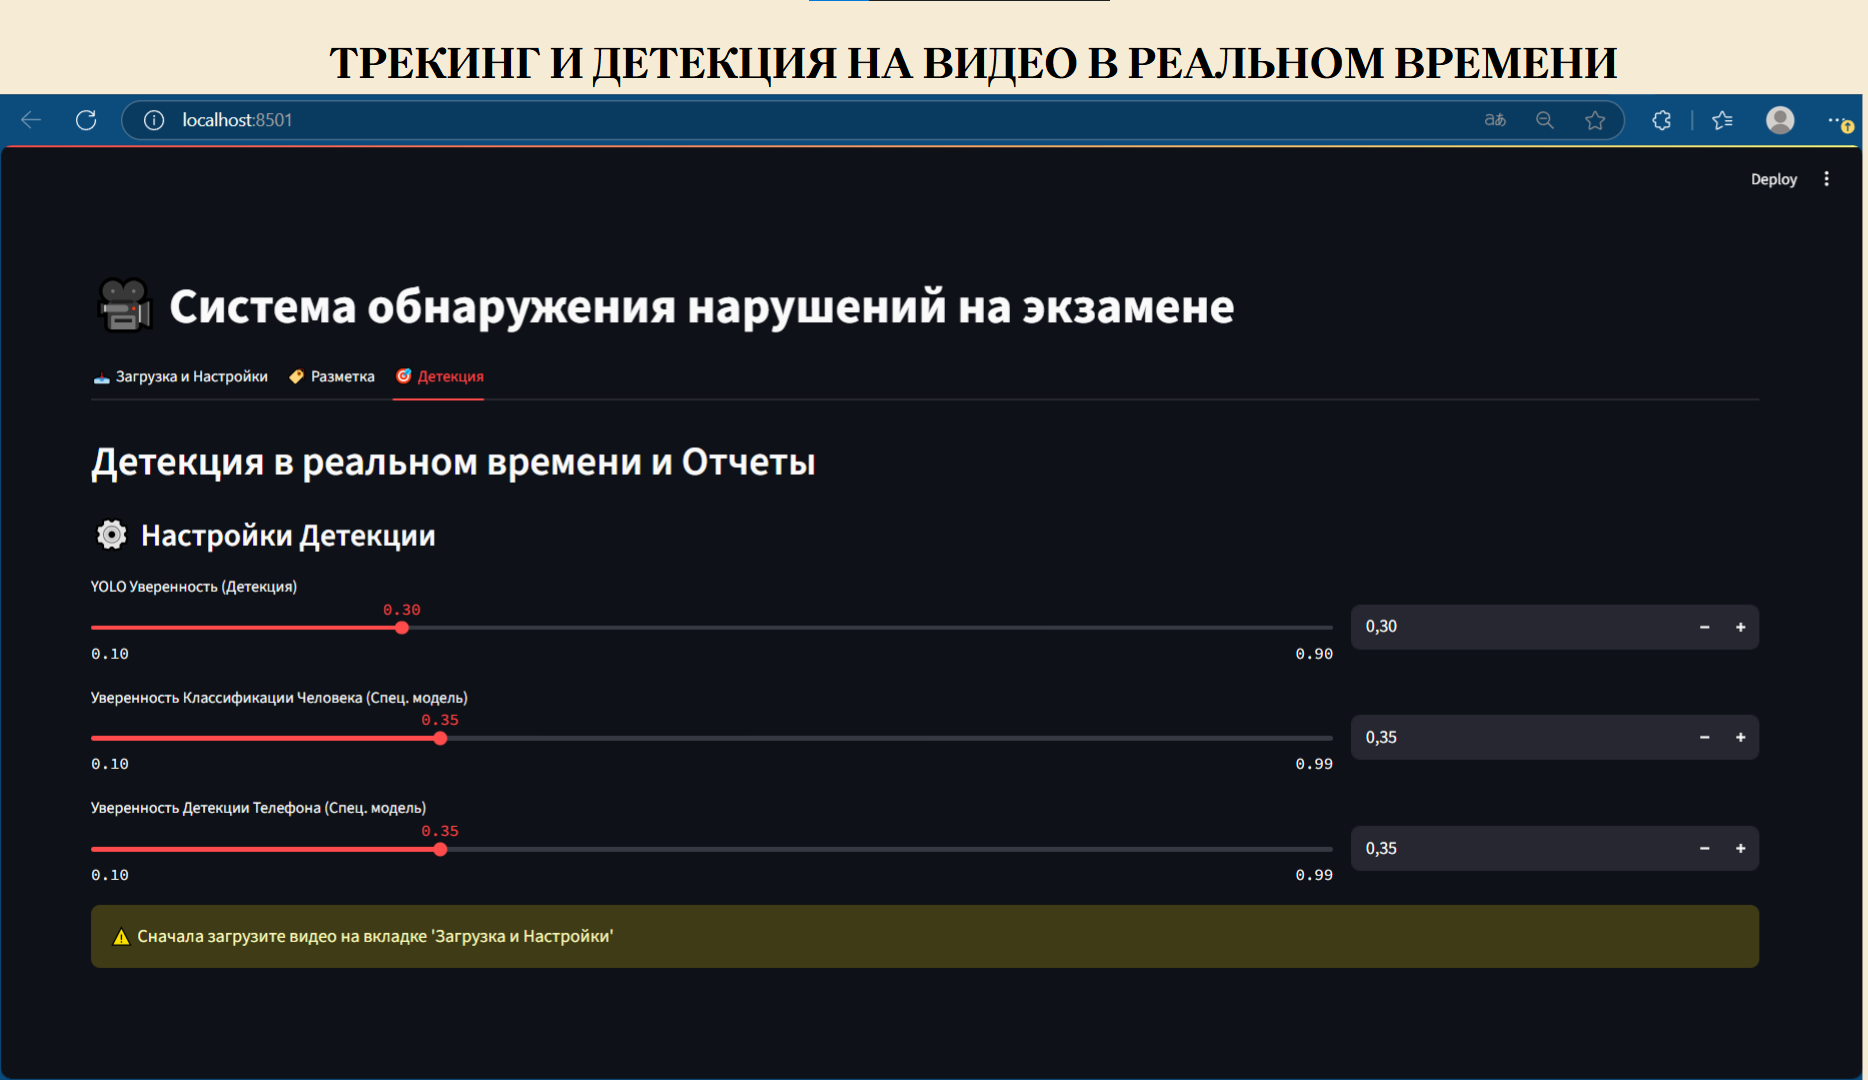 ТРЕКИНГ И ДЕТЕКЦИЯ НА ВИДЕО В РЕАЛЬНОМ ВРЕМЕНИ
localhost:8501
aあ
Deploy
Система обнаружения нарушений на экзамене
Загрузка и Настройки Разметка Детекция
Детекция в реальном времени и Отчеты
Настройки Детекции
YOLO Уверенность (Детекция)
0.30
0,30
0.10 0.90
Уверенность Классификации Человека (Спец. модель)
0.35
0,35
0.10 0.99
Уверенность Детекции Телефона (Спец. модель)
0.35
0,35
0.10 0.99
Сначала загрузите видео на вкладке 'Загрузка и Настройки'